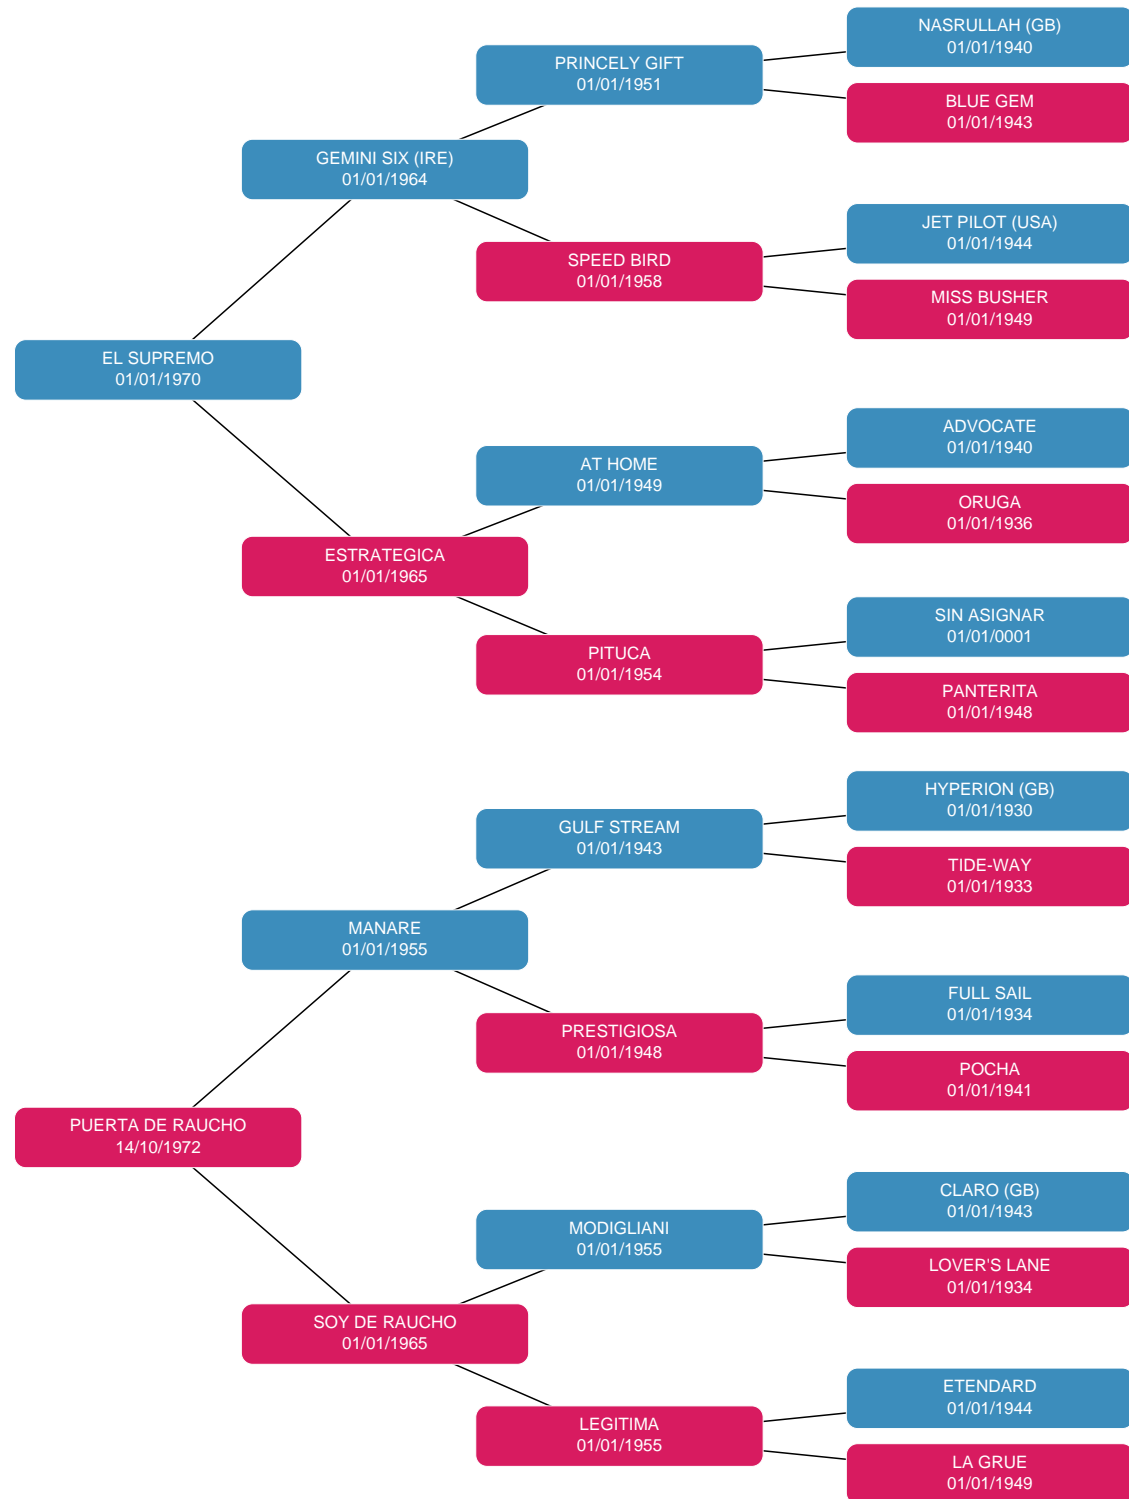 NASRULLAH (GB)
01/01/1940
PRINCELY GIFT
01/01/1951
BLUE GEM
01/01/1943
GEMINI SIX (IRE)
01/01/1964
JET PILOT (USA)
01/01/1944
SPEED BIRD
01/01/1958
MISS BUSHER
01/01/1949
EL SUPREMO
01/01/1970
ADVOCATE
01/01/1940
AT HOME
01/01/1949
ORUGA
01/01/1936
ESTRATEGICA
01/01/1965
SIN ASIGNAR
01/01/0001
PITUCA
01/01/1954
PANTERITA
01/01/1948
HYPERION (GB)
01/01/1930
GULF STREAM
01/01/1943
TIDE-WAY
01/01/1933
MANARE
01/01/1955
FULL SAIL
01/01/1934
PRESTIGIOSA
01/01/1948
POCHA
01/01/1941
PUERTA DE RAUCHO
14/10/1972
CLARO (GB)
01/01/1943
MODIGLIANI
01/01/1955
LOVER'S LANE
01/01/1934
SOY DE RAUCHO
01/01/1965
ETENDARD
01/01/1944
LEGITIMA
01/01/1955
LA GRUE
01/01/1949